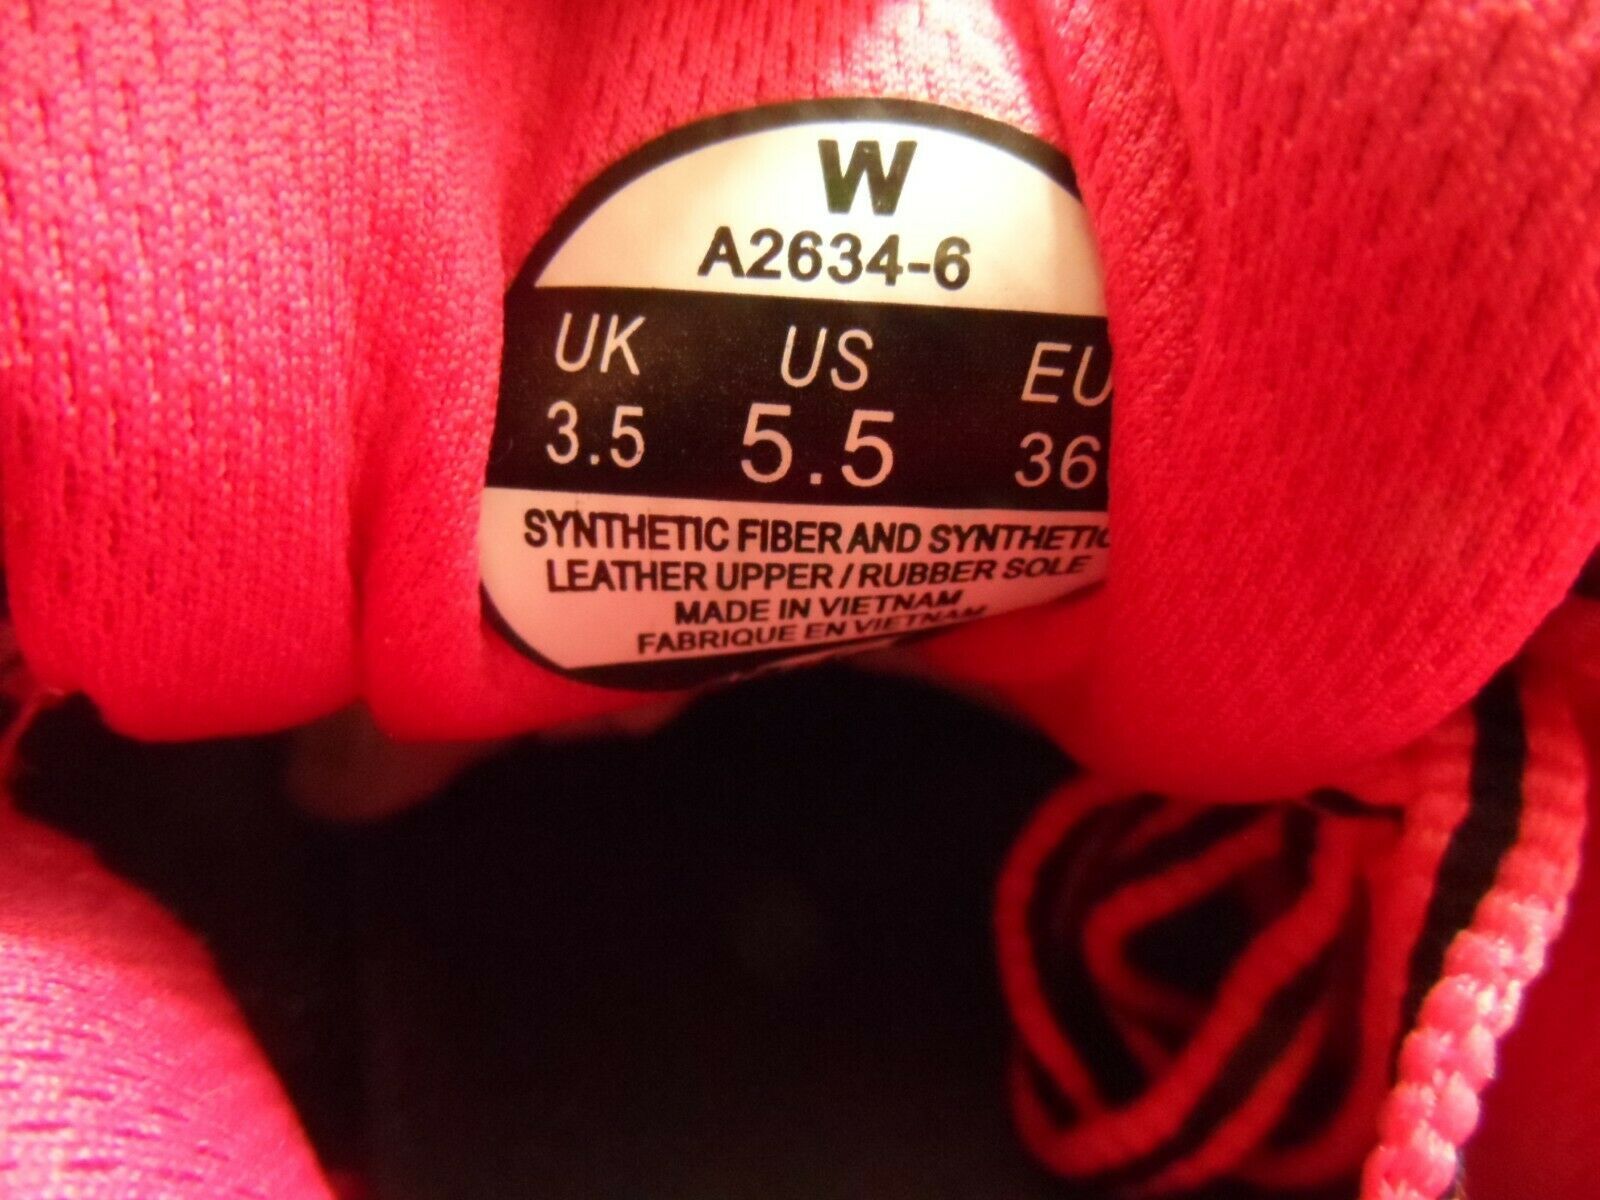 W
A2634-6
UK US EU
3.5 5.5 36
SYNTHETIC FIBER AND SYNTHETIC
LEATHER UPPER / RUBBER SOLE
MADE IN VIETNAM
FABRIQUE EN VIETNAM